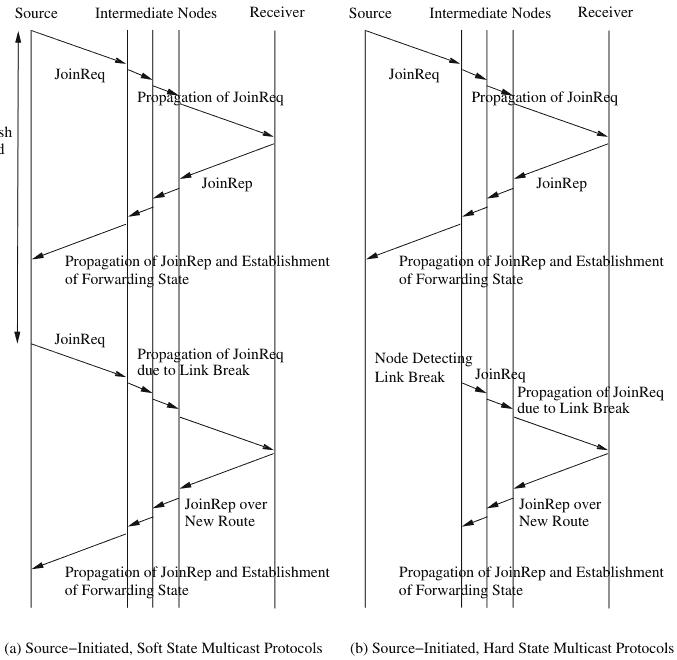 Source
Intermediate Nodes
Receiver
JoinReq
Propagation of JoinReq
JoinRep
Propagation of JoinRep and Establishment
of Forwarding State
JoinReq
Propagation of JoinReq
due to Link Break
JoinRep over
New Route
Propagation of JoinRep and Establishment
of Forwarding State
(a) Source−Initiated, Soft State Multicast Protocols
Source
Intermediate Nodes
Receiver
JoinReq
Propagation of JoinReq
JoinRep
Propagation of JoinRep and Establishment
of Forwarding State
Node Detecting
Link Break
JoinReq
Propagation of JoinReq
due to Link Break
JoinRep over
New Route
Propagation of JoinRep and Establishment
of Forwarding State
(b) Source−Initiated, Hard State Multicast Protocols